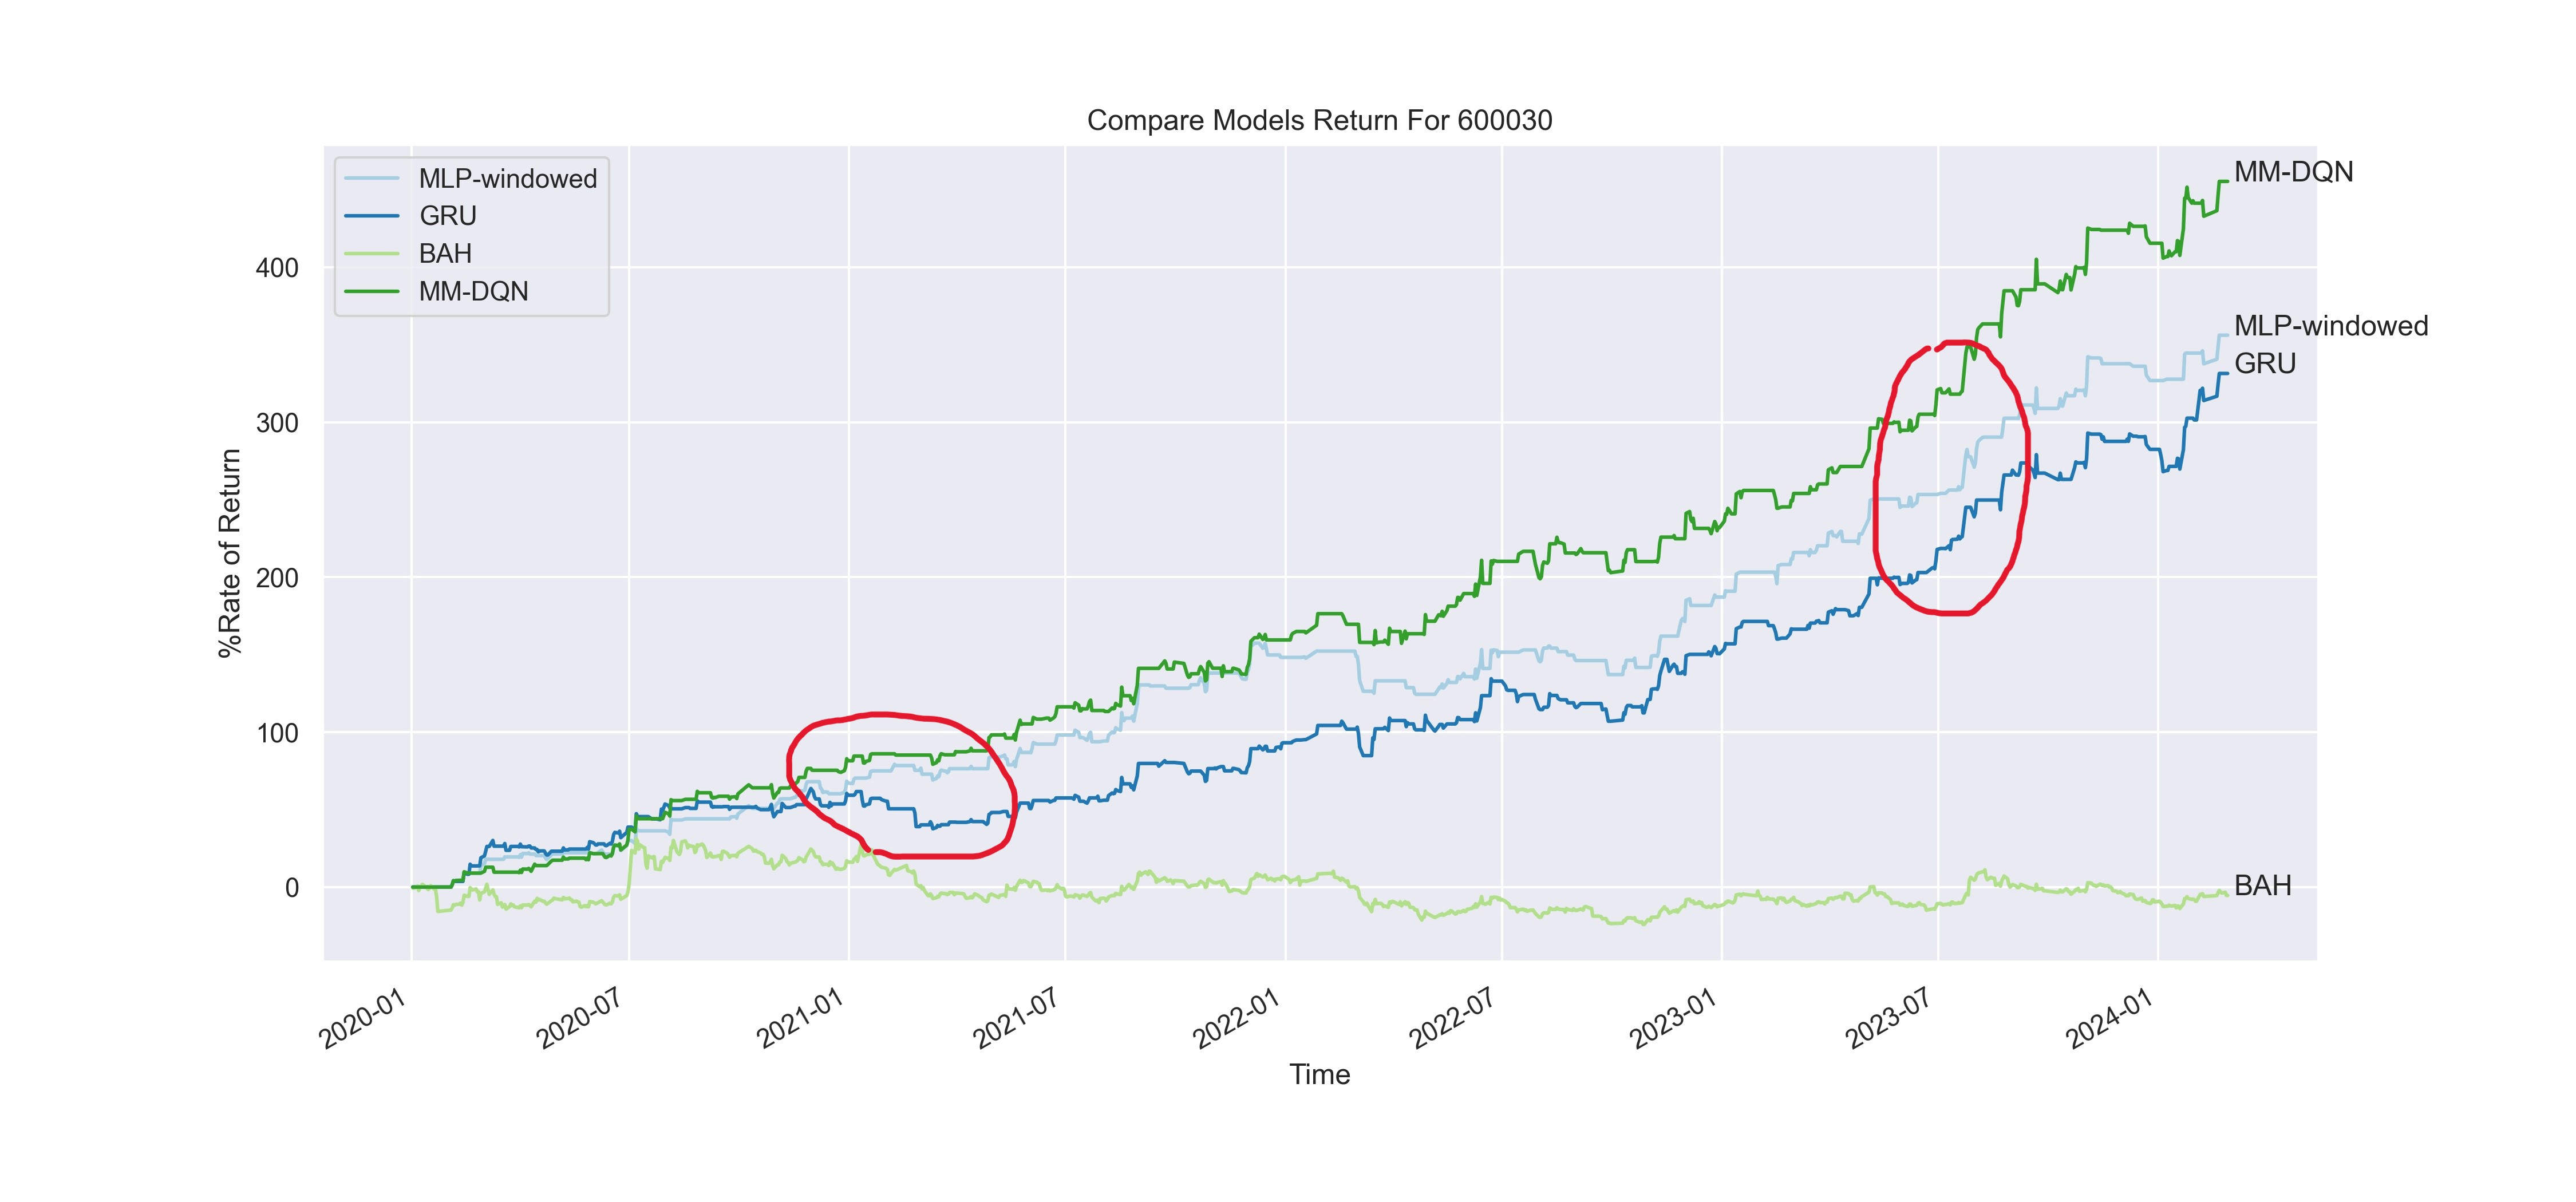 Compare Models Return For 600030
MLP-windowed
GRU
BAH
MM-DQN
MM-DQN
MLP-windowed
GRU
BAH
%Rate of Return
400
300
200
100
0
2020-01
2020-07
2021-01
2021-07
2022-01
2022-07
2023-01
2023-07
2024-01
Time